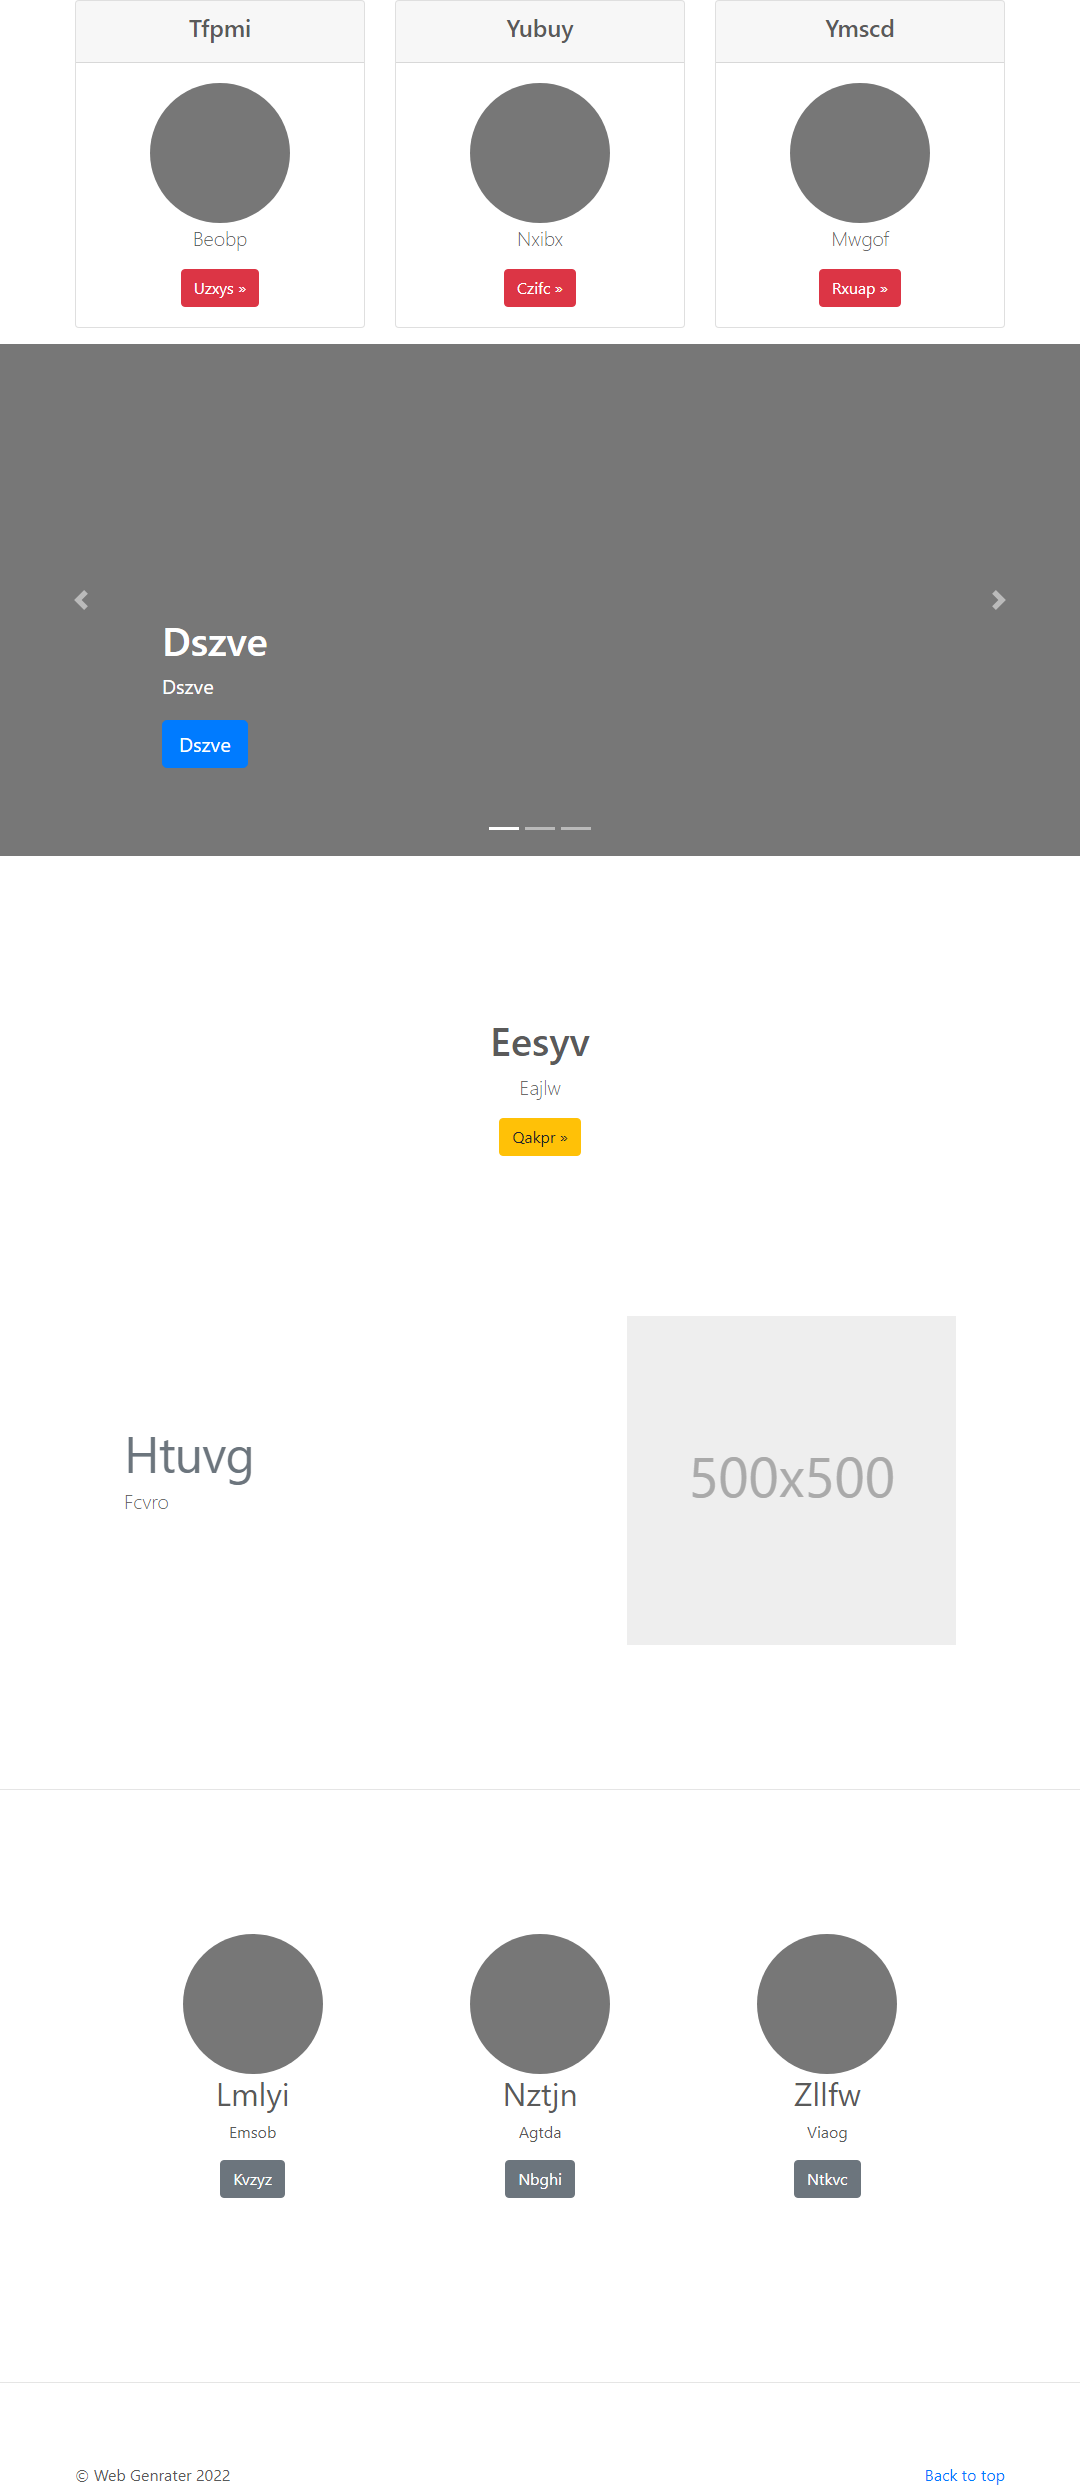 Tfpmi
Beobp
Uzxys »
Yubuy
Nxibx
Czifc »
Ymscd
Mwgof
Rxuap »
Dszve
Dszve
Dszve
Eesyv
Eajlw
Qakpr »
Htuvg
Fcvro
500x500
Lmlyi
Emsob
Kvzyz
Nztjn
Agtda
Nbghi
Zllfw
Viaog
Ntkvc
© Web Genrater 2022
Back to top